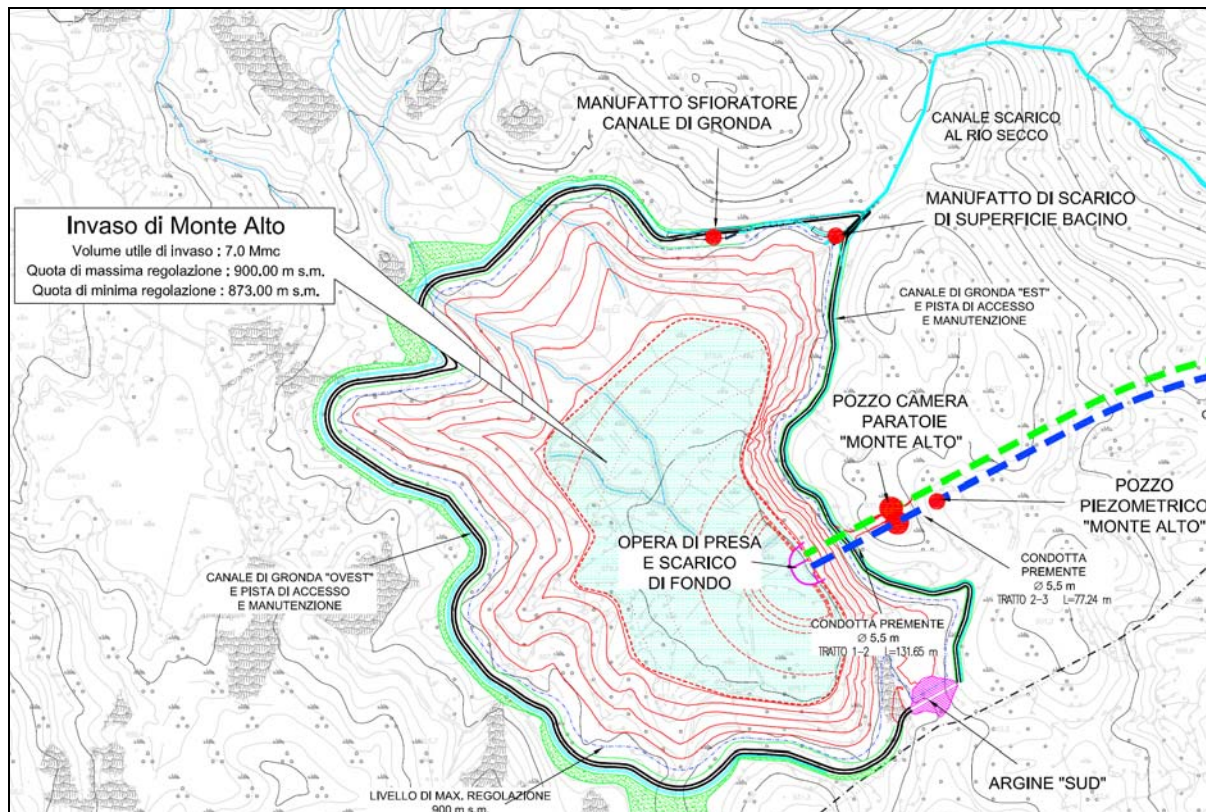 MANUFATTO SFIORATORE
CANALE DI GRONDA
CANALE SCARICO
AL RIO SECCO
MANUFATTO DI SCARICO
DI SUPERFICIE BACINO
Invaso di Monte Alto
Volume utile di invaso : 7.0 Mmc
Quota di massima regolazione : 900.00 m s.m.
Quota di minima regolazione : 873,00 m s.m.
CANALE DI GRONDA "EST"
E PISTA DI ACCESSO
E MANUTENZIONE
POZZO CAMERA
PARATOIE
"MONTE ALTO"
POZZO
PIEZOMETRICO
"MONTE ALTO"
OPERA DI PRESA
E SCARICO
DI FONDO
CONDOTTA
PREMENTE
Ø 5,5 m
TRATTO 2-3 L=77.24 m
CANALE DI GRONDA "OVEST"
E PISTA DI ACCESSO
E MANUTENZIONE
CONDOTTA PREMENTE
Ø 5,5 m
TRATTO 1-2 L=131.65 m
ARGINE "SUD"
LIVELLO DI MAX. REGOLAZIONE
900 m s.m.